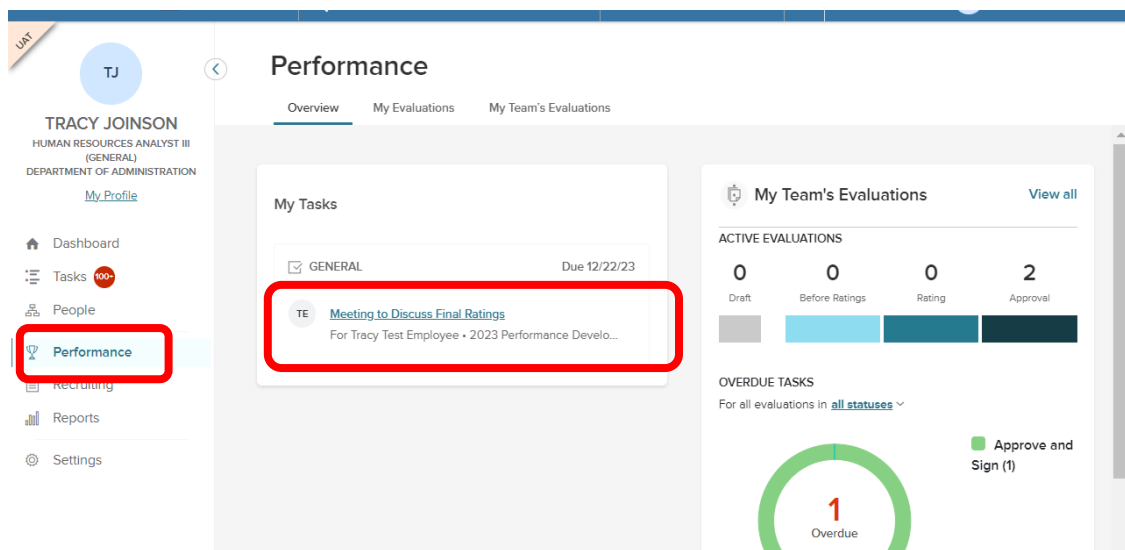 UAT
TJ
TRACY JOINSON
HUMAN RESOURCES ANALYST III
(GENERAL)
DEPARTMENT OF ADMINISTRATION
My Profile
Dashboard
Tasks 100+
People
Performance
Recruiting
Reports
Settings
Performance
Overview My Evaluations My Team's Evaluations
My Tasks
GENERAL Due 12/22/23
TE Meeting to Discuss Final Ratings
For Tracy Test Employee • 2023 Performance Develo...
My Team's Evaluations View all
ACTIVE EVALUATIONS
0 0 0 2
Draft Before Ratings Rating Approval
OVERDUE TASKS
For all evaluations in all statuses
Approve and
Sign (1)
1
Overdue